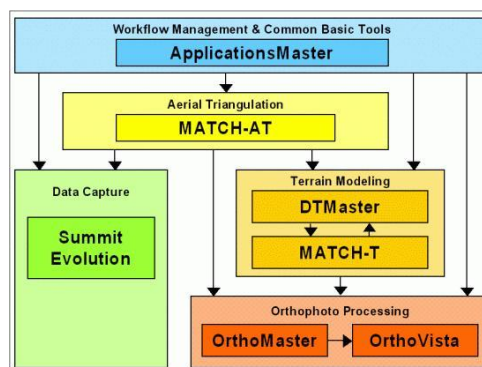 Workflow Management & Common Basic Tools
ApplicationsMaster
Aerial Triangulation
MATCH-AT
Data Capture
Summit
Evolution
Terrain Modeling
DTMaster
MATCH-T
Orthophoto Processing
OrthoMaster
OrthoVista